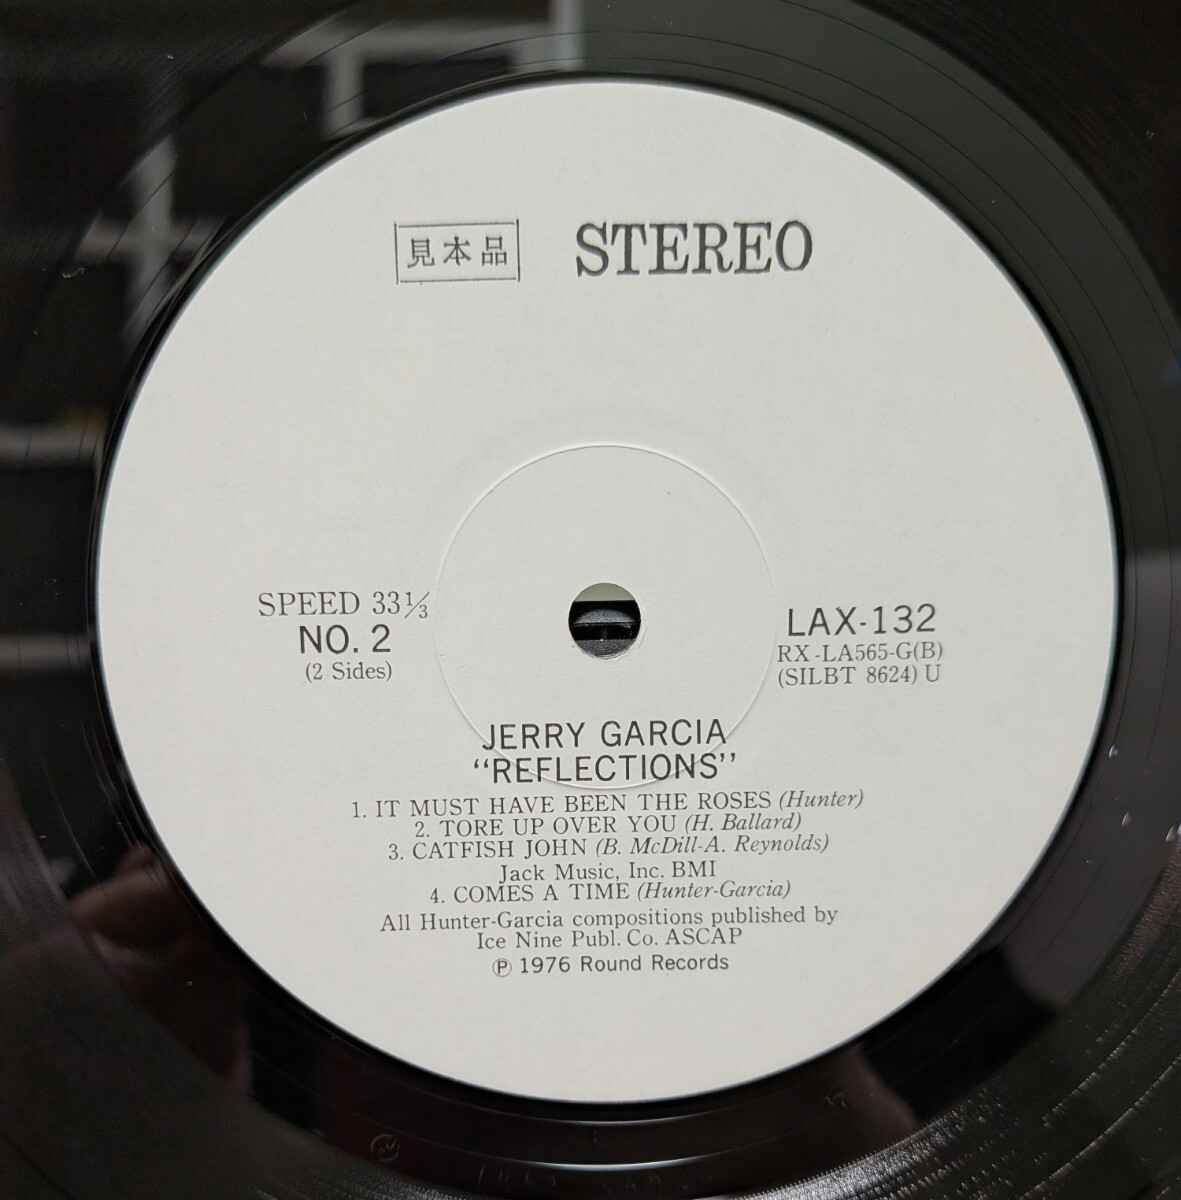 見本品 STEREO
SPEED 33⅓
NO. 2
(2 Sides)
LAX-132
RX-LA565-G(B)
(SILBT 8624) U
JERRY GARCIA
“REFLECTIONS”
1. IT MUST HAVE BEEN THE ROSES (Hunter)
2. TORE UP OVER YOU (H. Ballard)
3. CATFISH JOHN (B. McDill-A. Reynolds)
Jack Music, Inc. BMI
4. COMES A TIME (Hunter-Garcia)
All Hunter-Garcia compositions published by
Ice Nine Publ. Co. ASCAP
Ⓟ 1976 Round Records